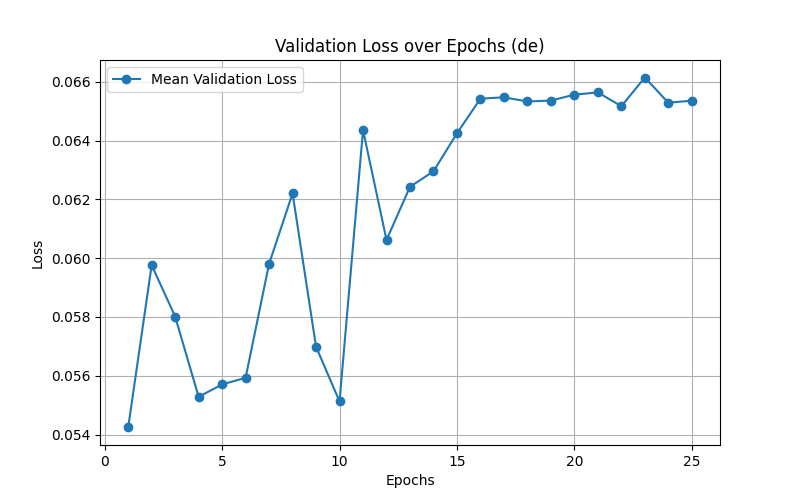 Validation Loss over Epochs (de)
Mean Validation Loss
0.066
0.064
0.062
0.060
0.058
0.056
0.054
Loss
0 5 10 15 20 25
Epochs